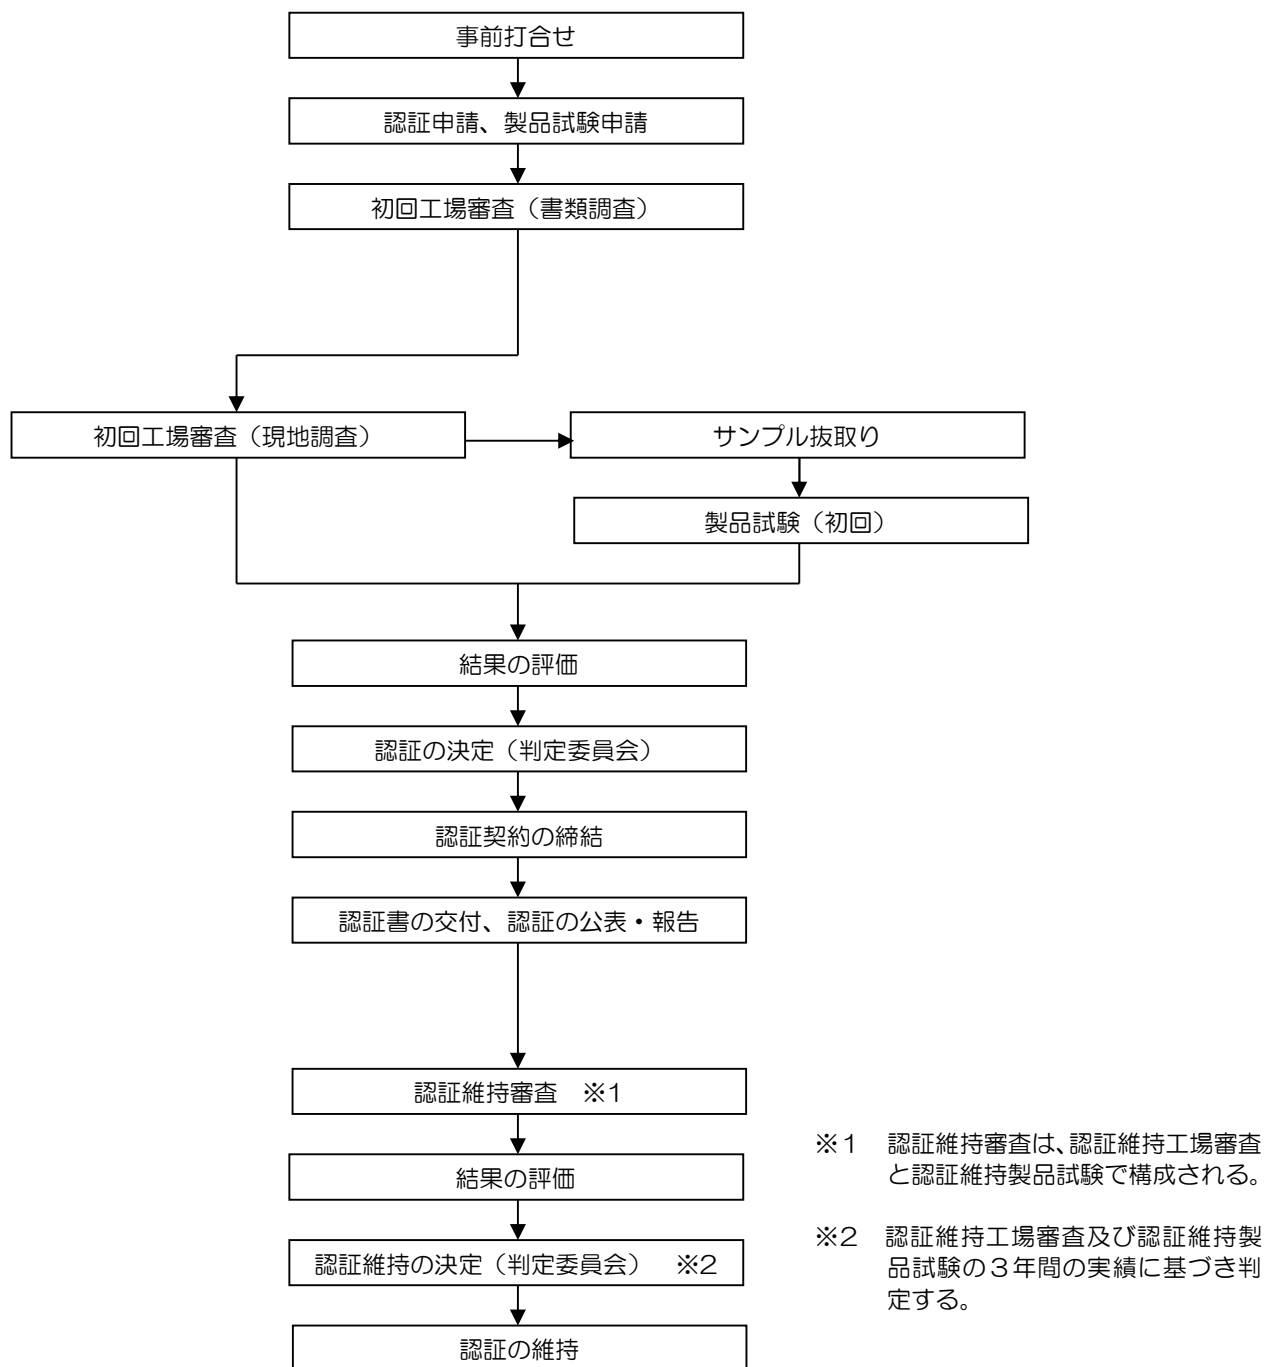 事前打合せ
認証申請、製品試験申請
初回工場審査（書類調査）
初回工場審査（現地調査）
サンプル抜取り
製品試験（初回）
結果の評価
認証の決定（判定委員会）
認証契約の締結
認証書の交付、認証の公表・報告
認証維持審査　※1
結果の評価
認証維持の決定（判定委員会）　※2
認証の維持
※１　認証維持審査は、認証維持工場審査
と認証維持製品試験で構成される。
※2　認証維持工場審査及び認証維持製
品試験の３年間の実績に基づき判
定する。